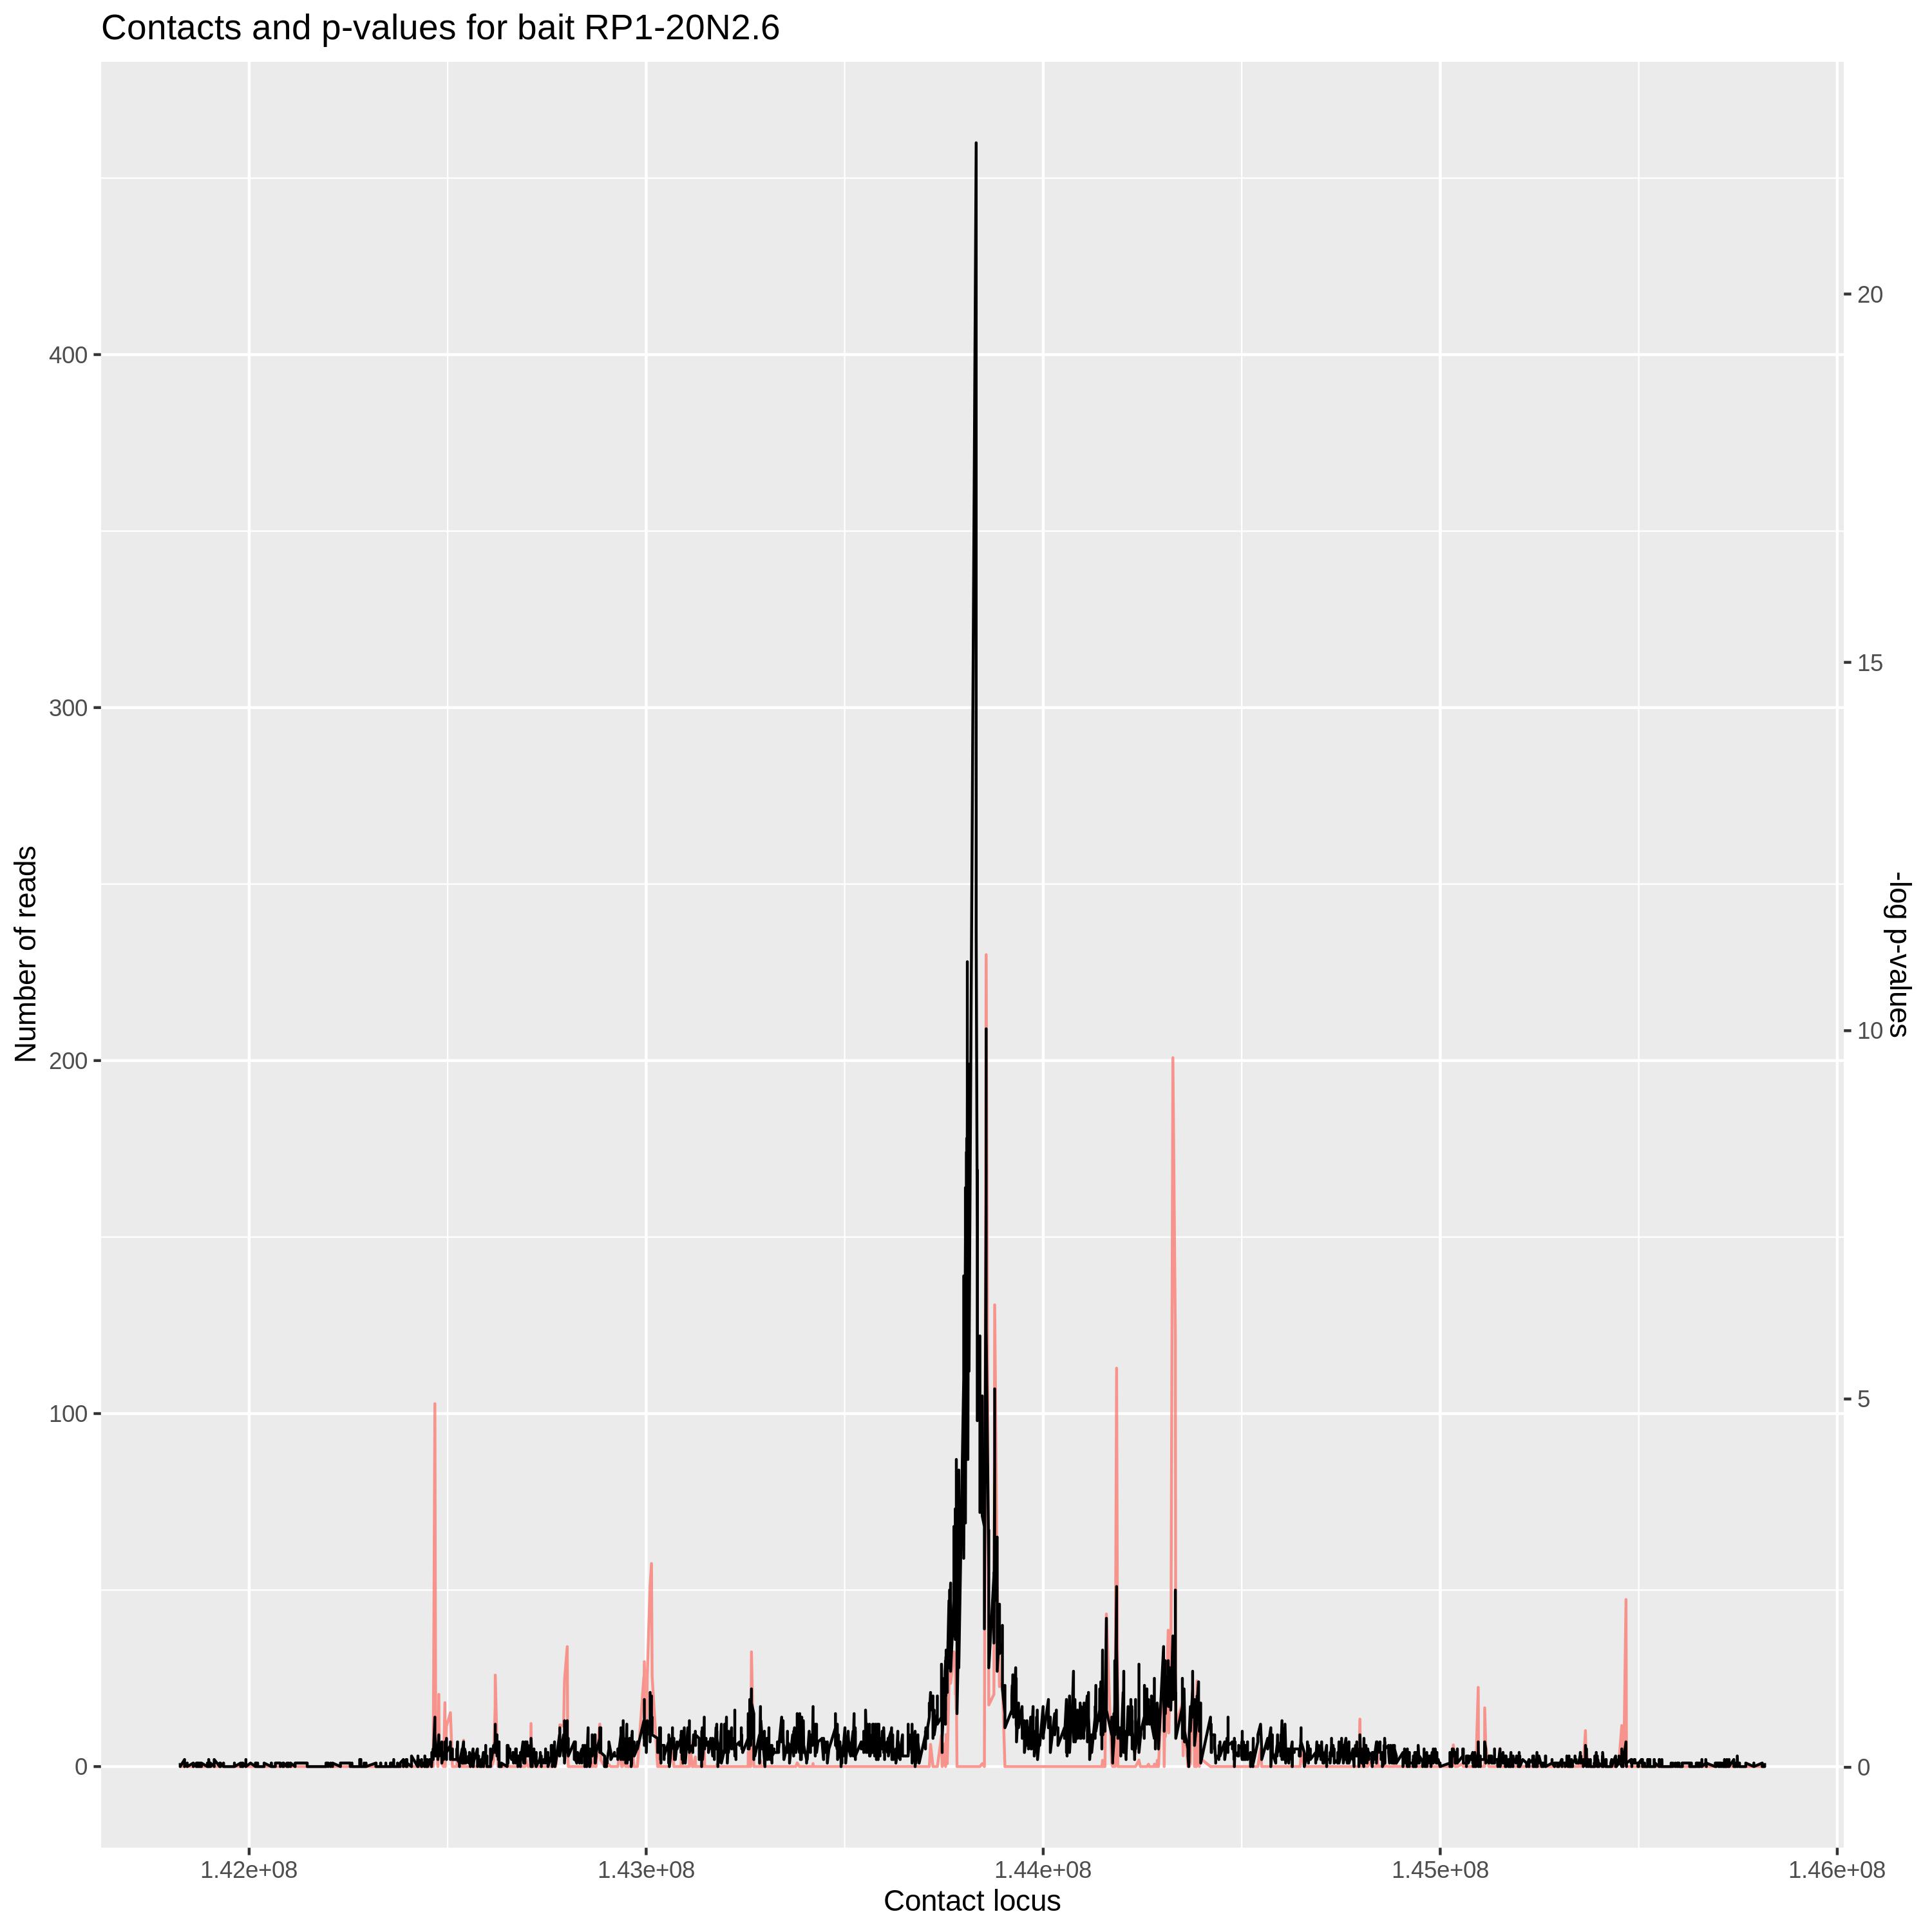 Contacts and p-values for bait RP1-20N2.6
Number of reads
400
300
200
100
0
20
15
10
5
0
-log p-values
1.42e+08
1.43e+08
1.44e+08
1.45e+08
1.46e+08
Contact locus